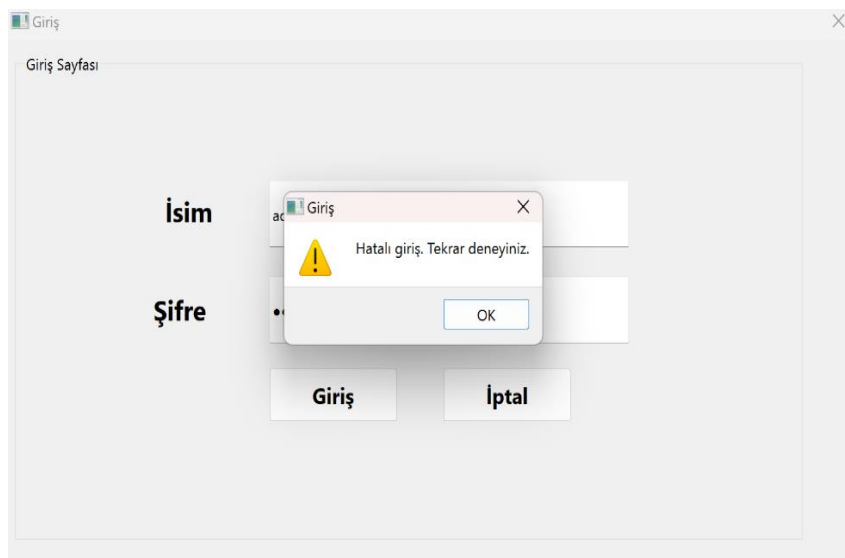 Giriş
Giriş Sayfası
İsim
Giriş
Hatalı giriş. Tekrar deneyiniz.
OK
Şifre
Giriş
İptal